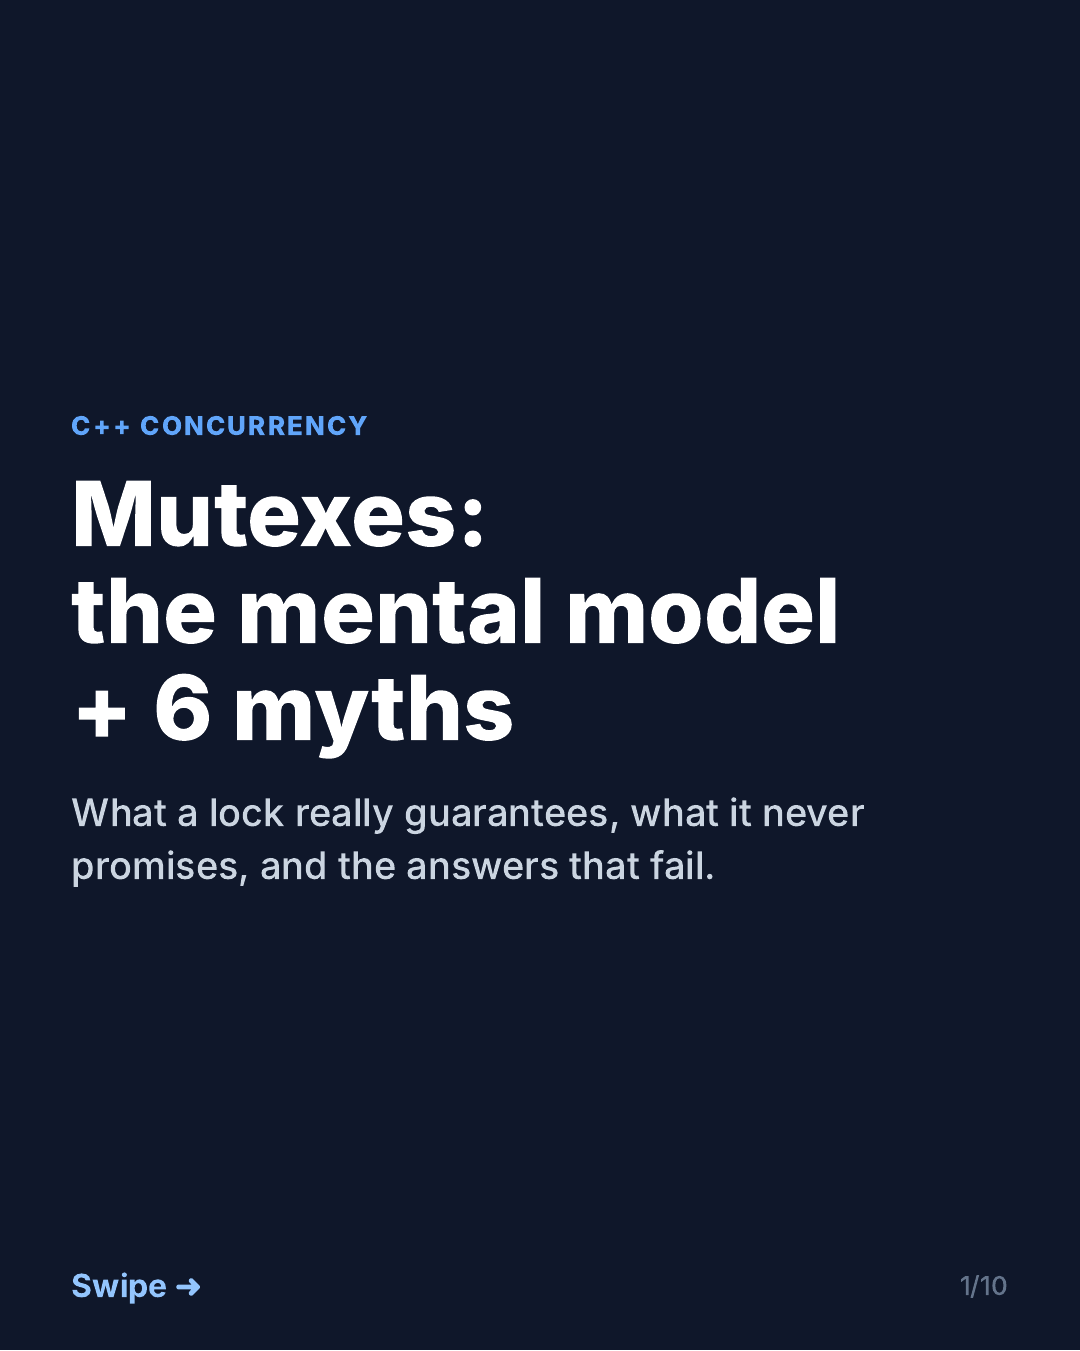 C++ CONCURRENCY
Mutexes:
the mental model
+ 6 myths
What a lock really guarantees, what it never
promises, and the answers that fail.
Swipe ➜
1/10